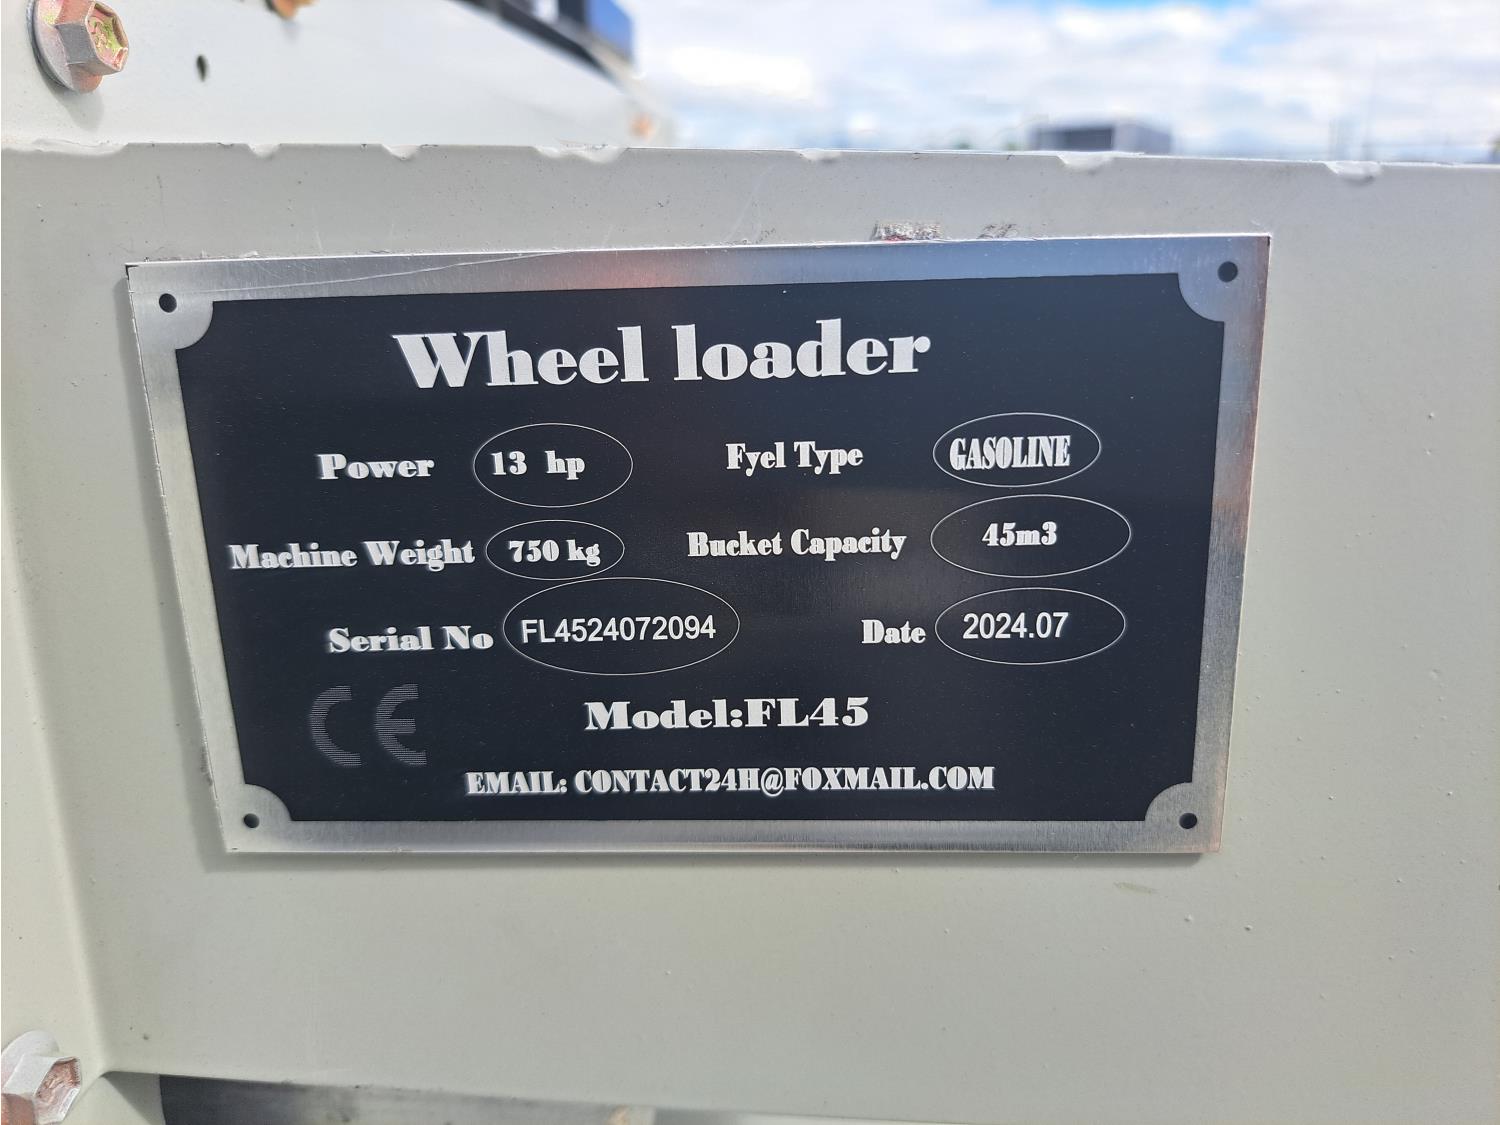 Wheel loader
Power 13 hp Fyel Type GASOLINE
Machine Weight 750 kg Bucket Capacity 45m3
Serial No FL4524072094 Date 2024.07
CE
Model:FL45
EMAIL: CONTACT24H@FOXMAIL.COM